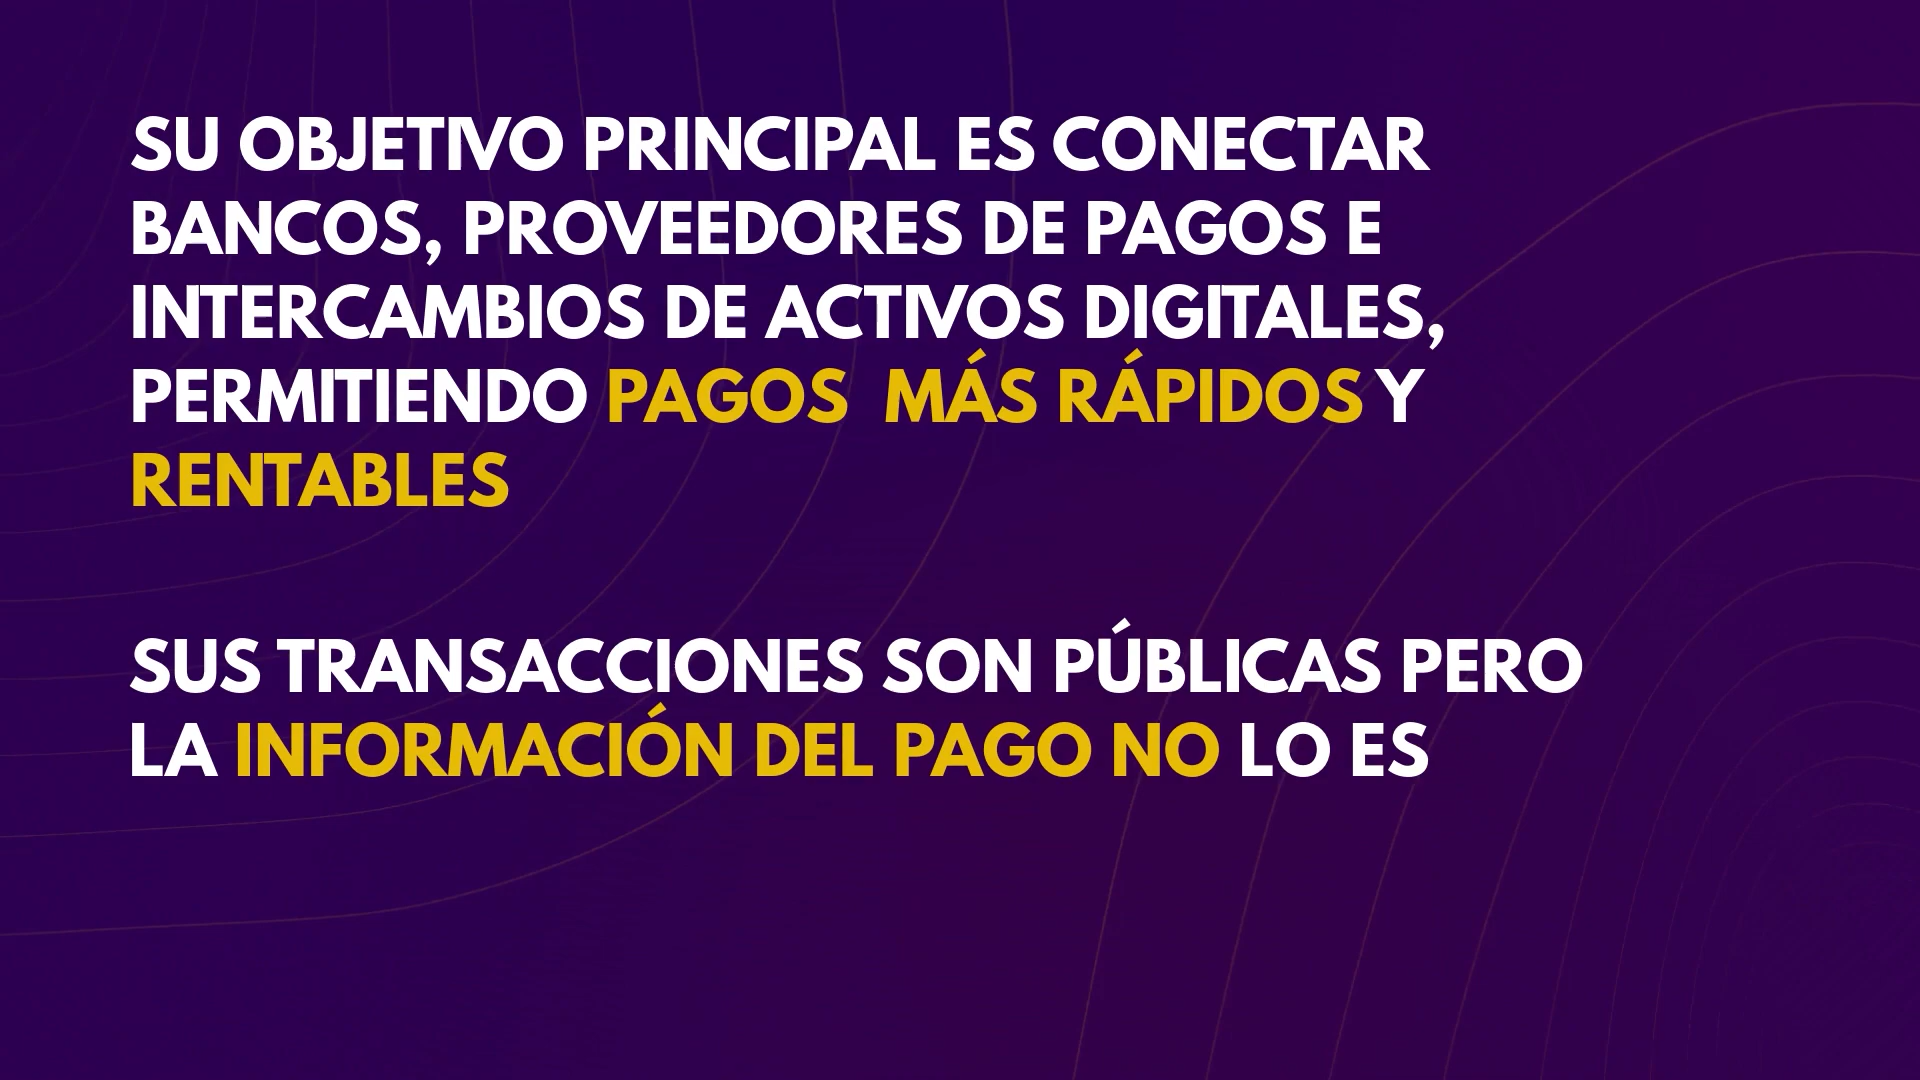 SU OBJETIVO PRINCIPAL ES CONECTAR
BANCOS, PROVEEDORES DE PAGOS E
INTERCAMBIOS DE ACTIVOS DIGITALES,
PERMITIENDO PAGOS  MÁS RÁPIDOS Y
RENTABLES
SUS TRANSACCIONES SON PÚBLICAS PERO
LA INFORMACIÓN DEL PAGO NO LO ES